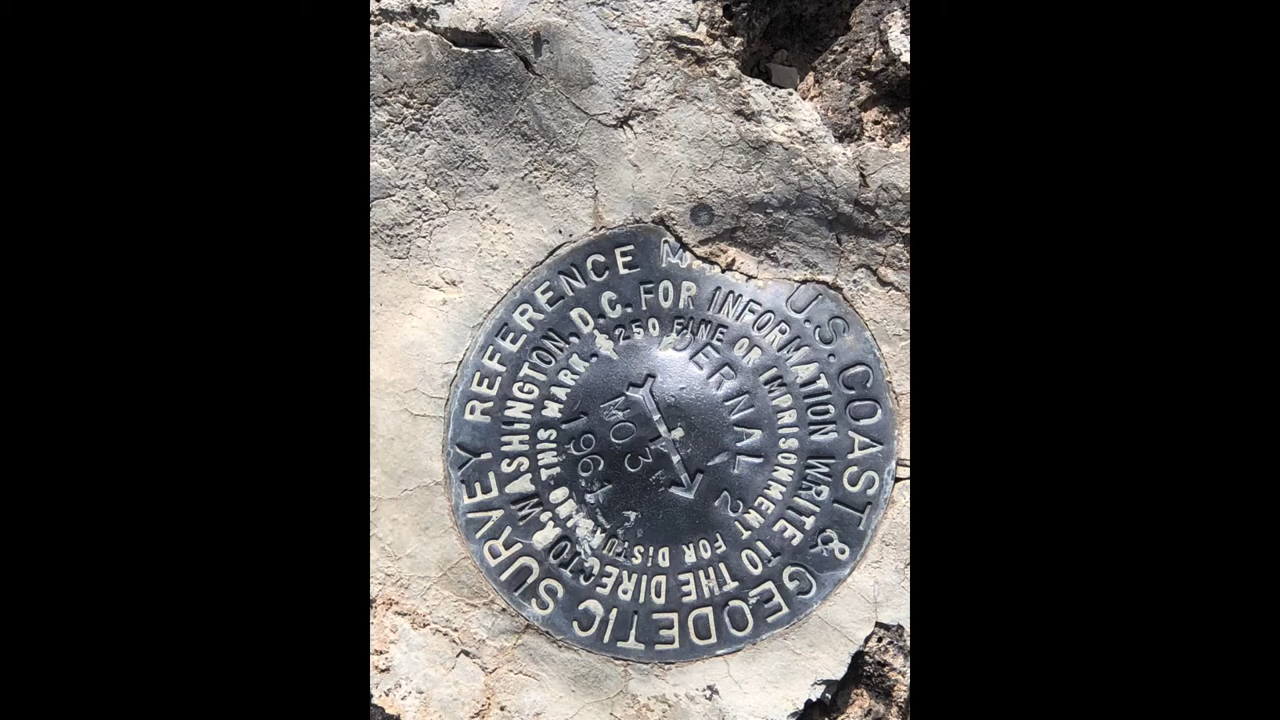 U.S. COAST & GEODETIC SURVEY REFERENCE
FOR INFORMATION WRITE TO THE DIRECTOR, WASHINGTON, D.C.
$250 FINE OR IMPRISONMENT FOR DISTURBING THIS MARK.
BERNAL 2
NO 3
1961